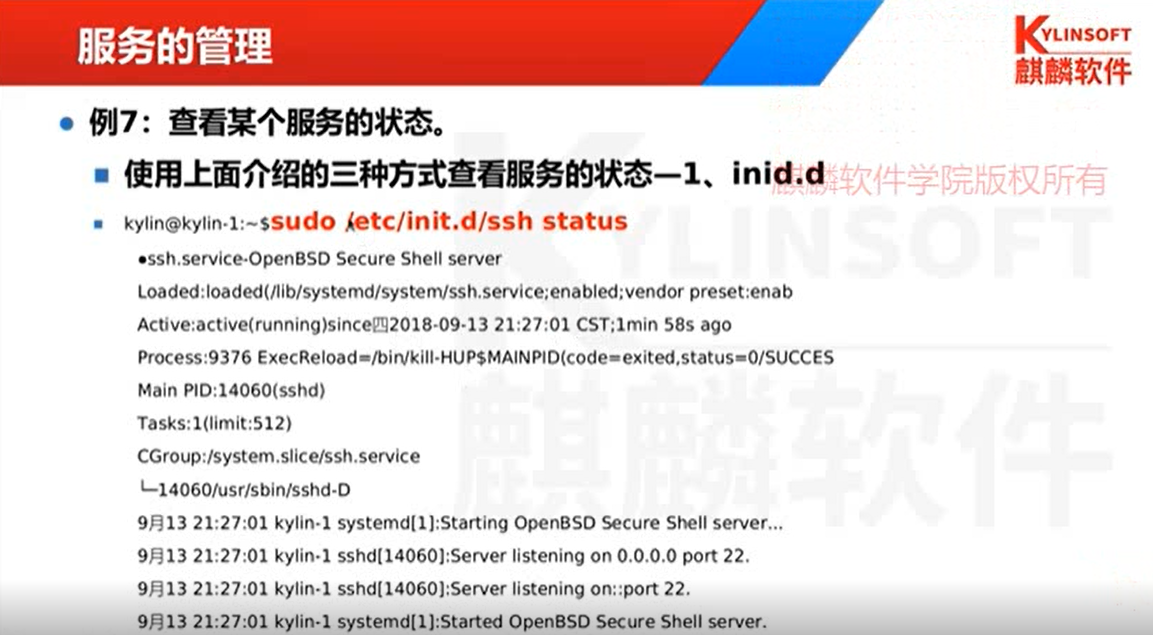 服务的管理
KYLINSOFT
麒麟软件
例7：查看某个服务的状态。
使用上面介绍的三种方式查看服务的状态—1、inid.d
麒麟软件学院版权所有
kylin@kylin-1:~$sudo /etc/init.d/ssh status
●ssh.service-OpenBSD Secure Shell server
Loaded:loaded(/lib/systemd/system/ssh.service;enabled;vendor preset:enab
Active:active(running)since四2018-09-13 21:27:01 CST;1min 58s ago
Process:9376 ExecReload=/bin/kill-HUP$MAINPID(code=exited,status=0/SUCCES
Main PID:14060(sshd)
Tasks:1(limit:512)
CGroup:/system.slice/ssh.service
└─14060/usr/sbin/sshd-D
9月13 21:27:01 kylin-1 systemd[1]:Starting OpenBSD Secure Shell server...
9月13 21:27:01 kylin-1 sshd[14060]:Server listening on 0.0.0.0 port 22.
9月13 21:27:01 kylin-1 sshd[14060]:Server listening on::port 22.
9月13 21:27:01 kylin-1 systemd[1]:Started OpenBSD Secure Shell server.
KYLINSOFT
麒麟软件